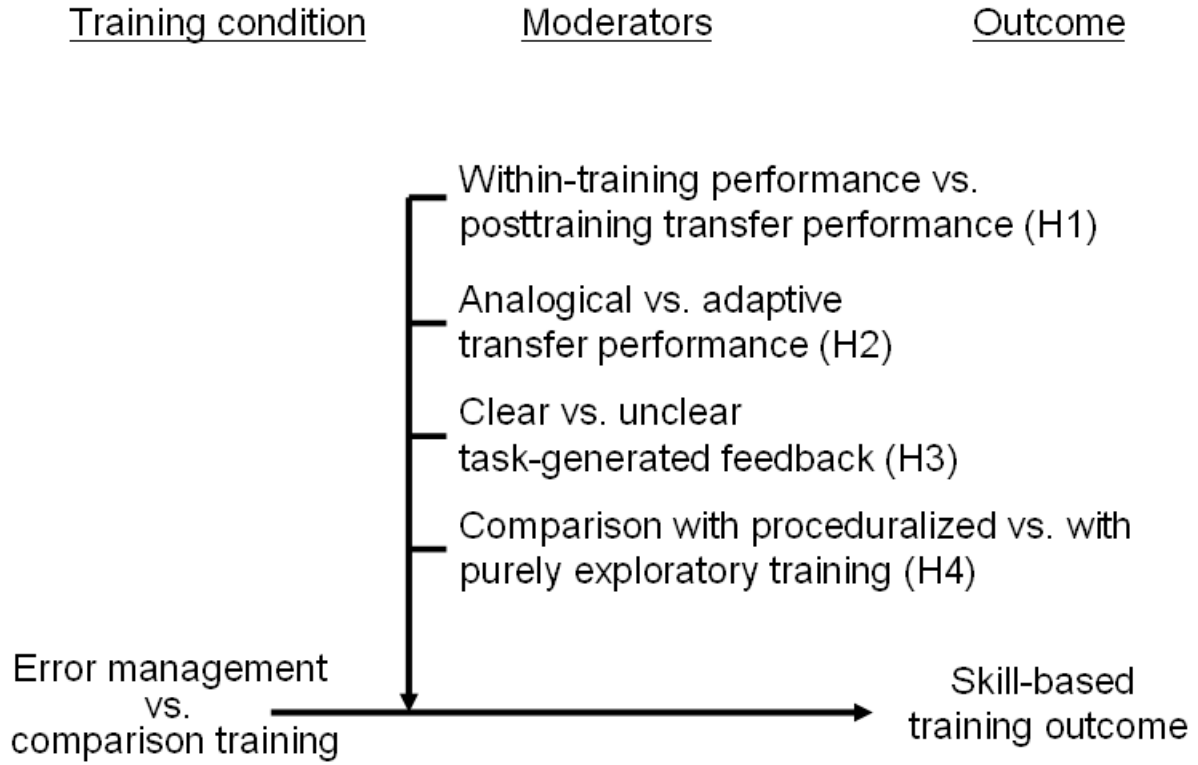 Training condition
Moderators
Outcome
Within-training performance vs.
posttraining transfer performance (H1)
Analogical vs. adaptive
transfer performance (H2)
Clear vs. unclear
task-generated feedback (H3)
Comparison with proceduralized vs. with
purely exploratory training (H4)
Error management
vs.
comparison training
Skill-based
training outcome